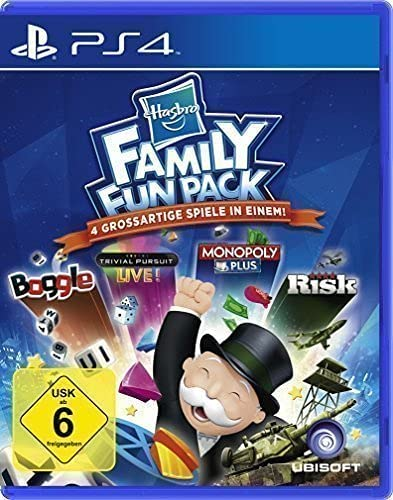 PS4
Hasbro
FAMILY
FUN PACK
4 GROSSARTIGE SPIELE IN EINEM!
Boggle
TRIVIAL PURSUIT
LIVE!
MONOPOLY
PLUS
RISK
W
B
I
U I
USK
ab
6
freigegeben
UBISOFT